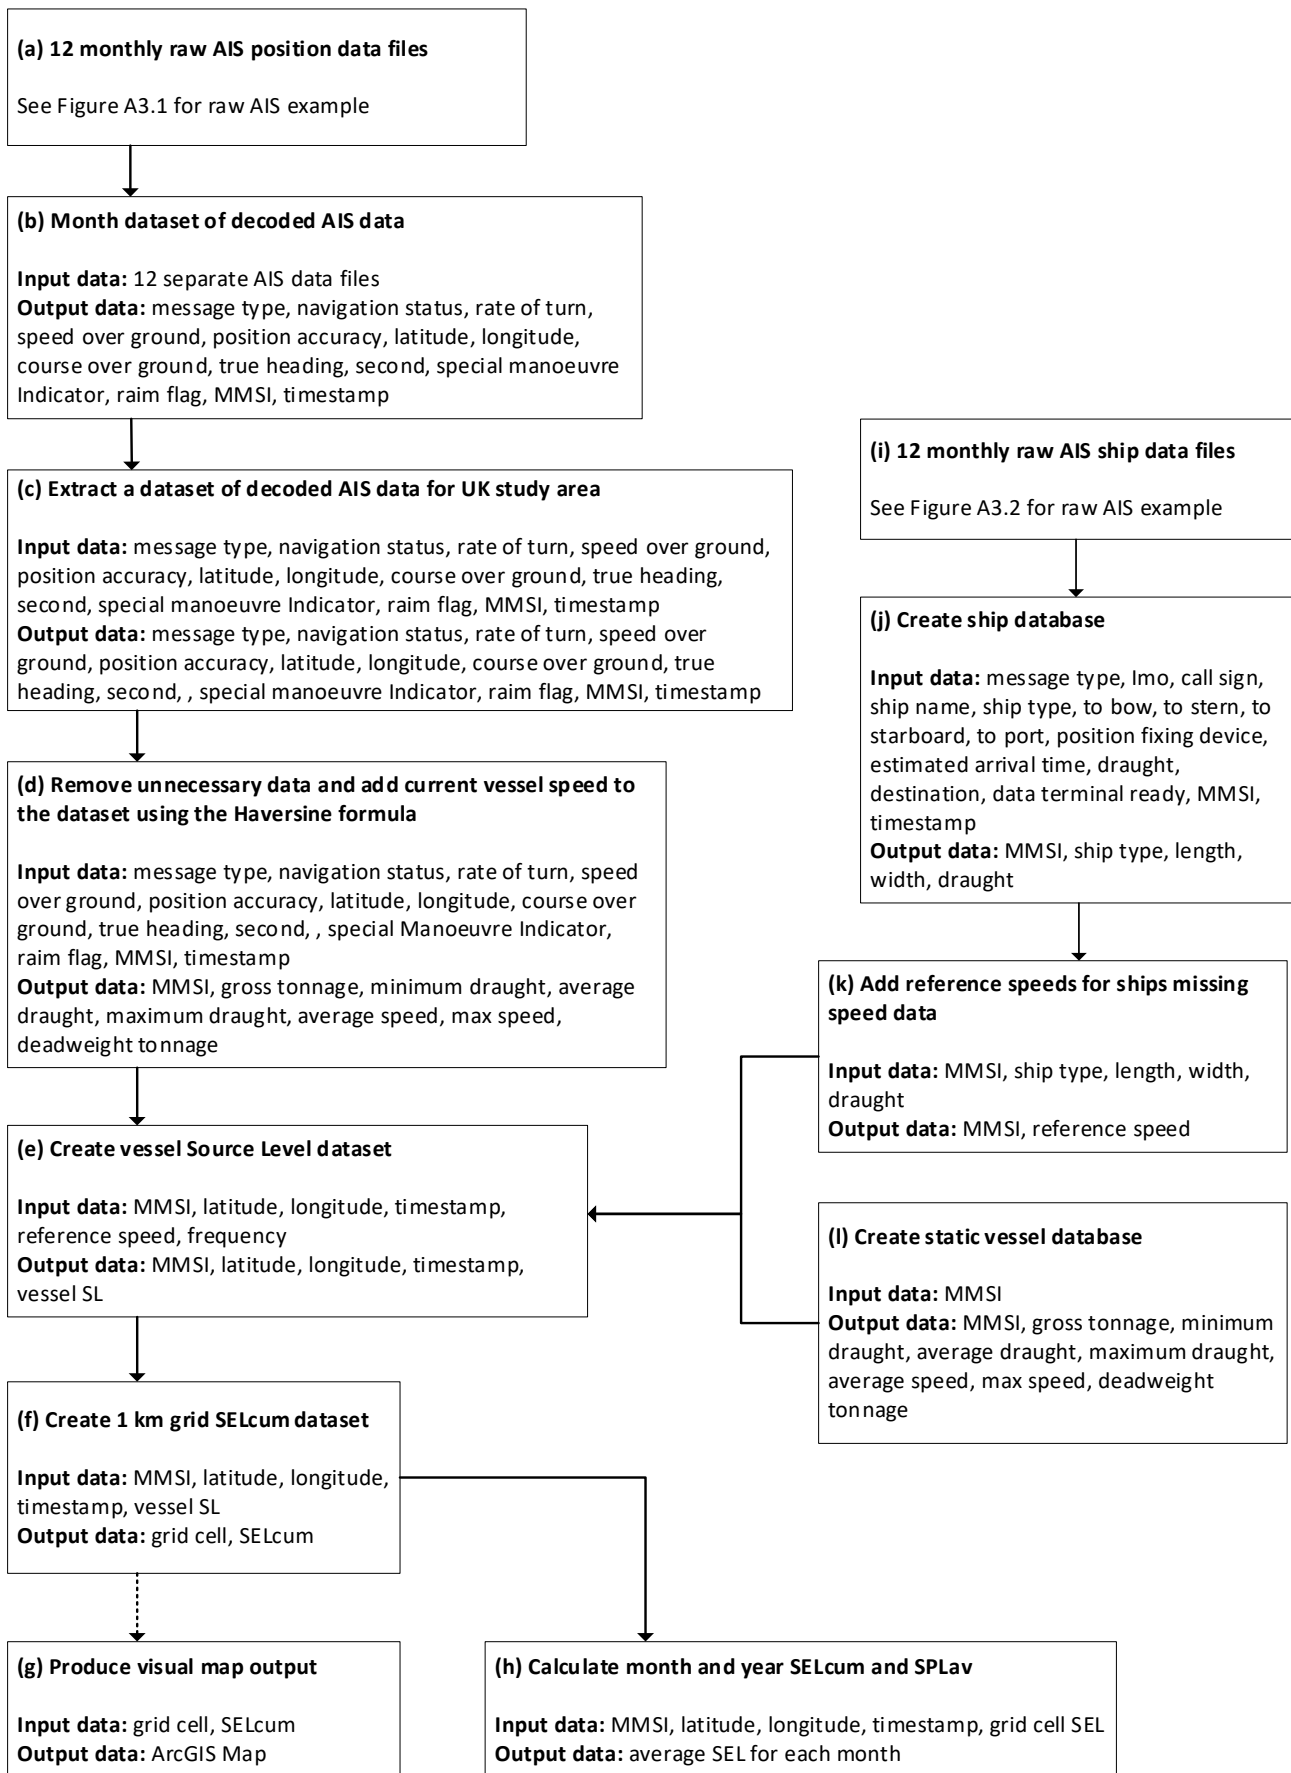 (a) 12 monthly raw AIS position data files
See Figure A3.1 for raw AIS example
(b) Month dataset of decoded AIS data
Input data: 12 separate AIS data files
Output data: message type, navigation status, rate of turn,
speed over ground, position accuracy, latitude, longitude,
course over ground, true heading, second, special manoeuvre
Indicator, raim flag, MMSI, timestamp
(c) Extract a dataset of decoded AIS data for UK study area
Input data: message type, navigation status, rate of turn, speed over ground,
position accuracy, latitude, longitude, course over ground, true heading,
second, special manoeuvre Indicator, raim flag, MMSI, timestamp
Output data: message type, navigation status, rate of turn, speed over
ground, position accuracy, latitude, longitude, course over ground, true
heading, second, , special manoeuvre Indicator, raim flag, MMSI, timestamp
(d) Remove unnecessary data and add current vessel speed to
the dataset using the Haversine formula
Input data: message type, navigation status, rate of turn, speed
over ground, position accuracy, latitude, longitude, course over
ground, true heading, second, , special Manoeuvre Indicator,
raim flag, MMSI, timestamp
Output data: MMSI, gross tonnage, minimum draught, average
draught, maximum draught, average speed, max speed,
deadweight tonnage
(e) Create vessel Source Level dataset
Input data: MMSI, latitude, longitude, timestamp,
reference speed, frequency
Output data: MMSI, latitude, longitude, timestamp,
vessel SL
(f) Create 1 km grid SELcum dataset
Input data: MMSI, latitude, longitude,
timestamp, vessel SL
Output data: grid cell, SELcum
(g) Produce visual map output
Input data: grid cell, SELcum
Output data: ArcGIS Map
(h) Calculate month and year SELcum and SPLav
Input data: MMSI, latitude, longitude, timestamp, grid cell SEL
Output data: average SEL for each month
(i) 12 monthly raw AIS ship data files
See Figure A3.2 for raw AIS example
(j) Create ship database
Input data: message type, Imo, call sign,
ship name, ship type, to bow, to stern, to
starboard, to port, position fixing device,
estimated arrival time, draught,
destination, data terminal ready, MMSI,
timestamp
Output data: MMSI, ship type, length,
width, draught
(k) Add reference speeds for ships missing
speed data
Input data: MMSI, ship type, length, width,
draught
Output data: MMSI, reference speed
(l) Create static vessel database
Input data: MMSI
Output data: MMSI, gross tonnage, minimum
draught, average draught, maximum draught,
average speed, max speed, deadweight
tonnage